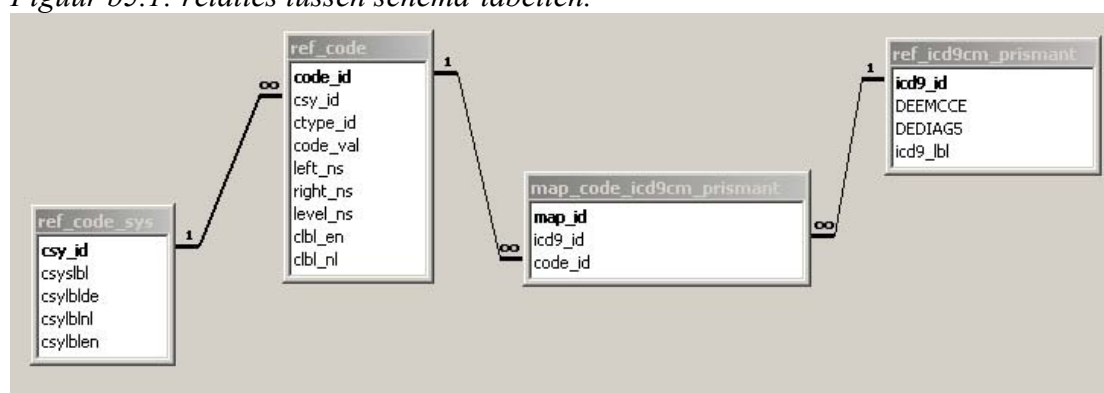 Figuur b3.1: relaties tussen schema-tabellen.
ref_code
code_id
csy_id
ctype_id
code_val
left_ns
right_ns
level_ns
clbl_en
clbl_nl
1
∞
ref_code_sys
csy_id
csyslbl
csylblde
csylblnl
csylblen
1
map_code_icd9cm_prismant
map_id
icd9_id
code_id
∞
∞
ref_icd9cm_prismant
icd9_id
DEEMCCE
DEDIAG5
icd9_lbl
1